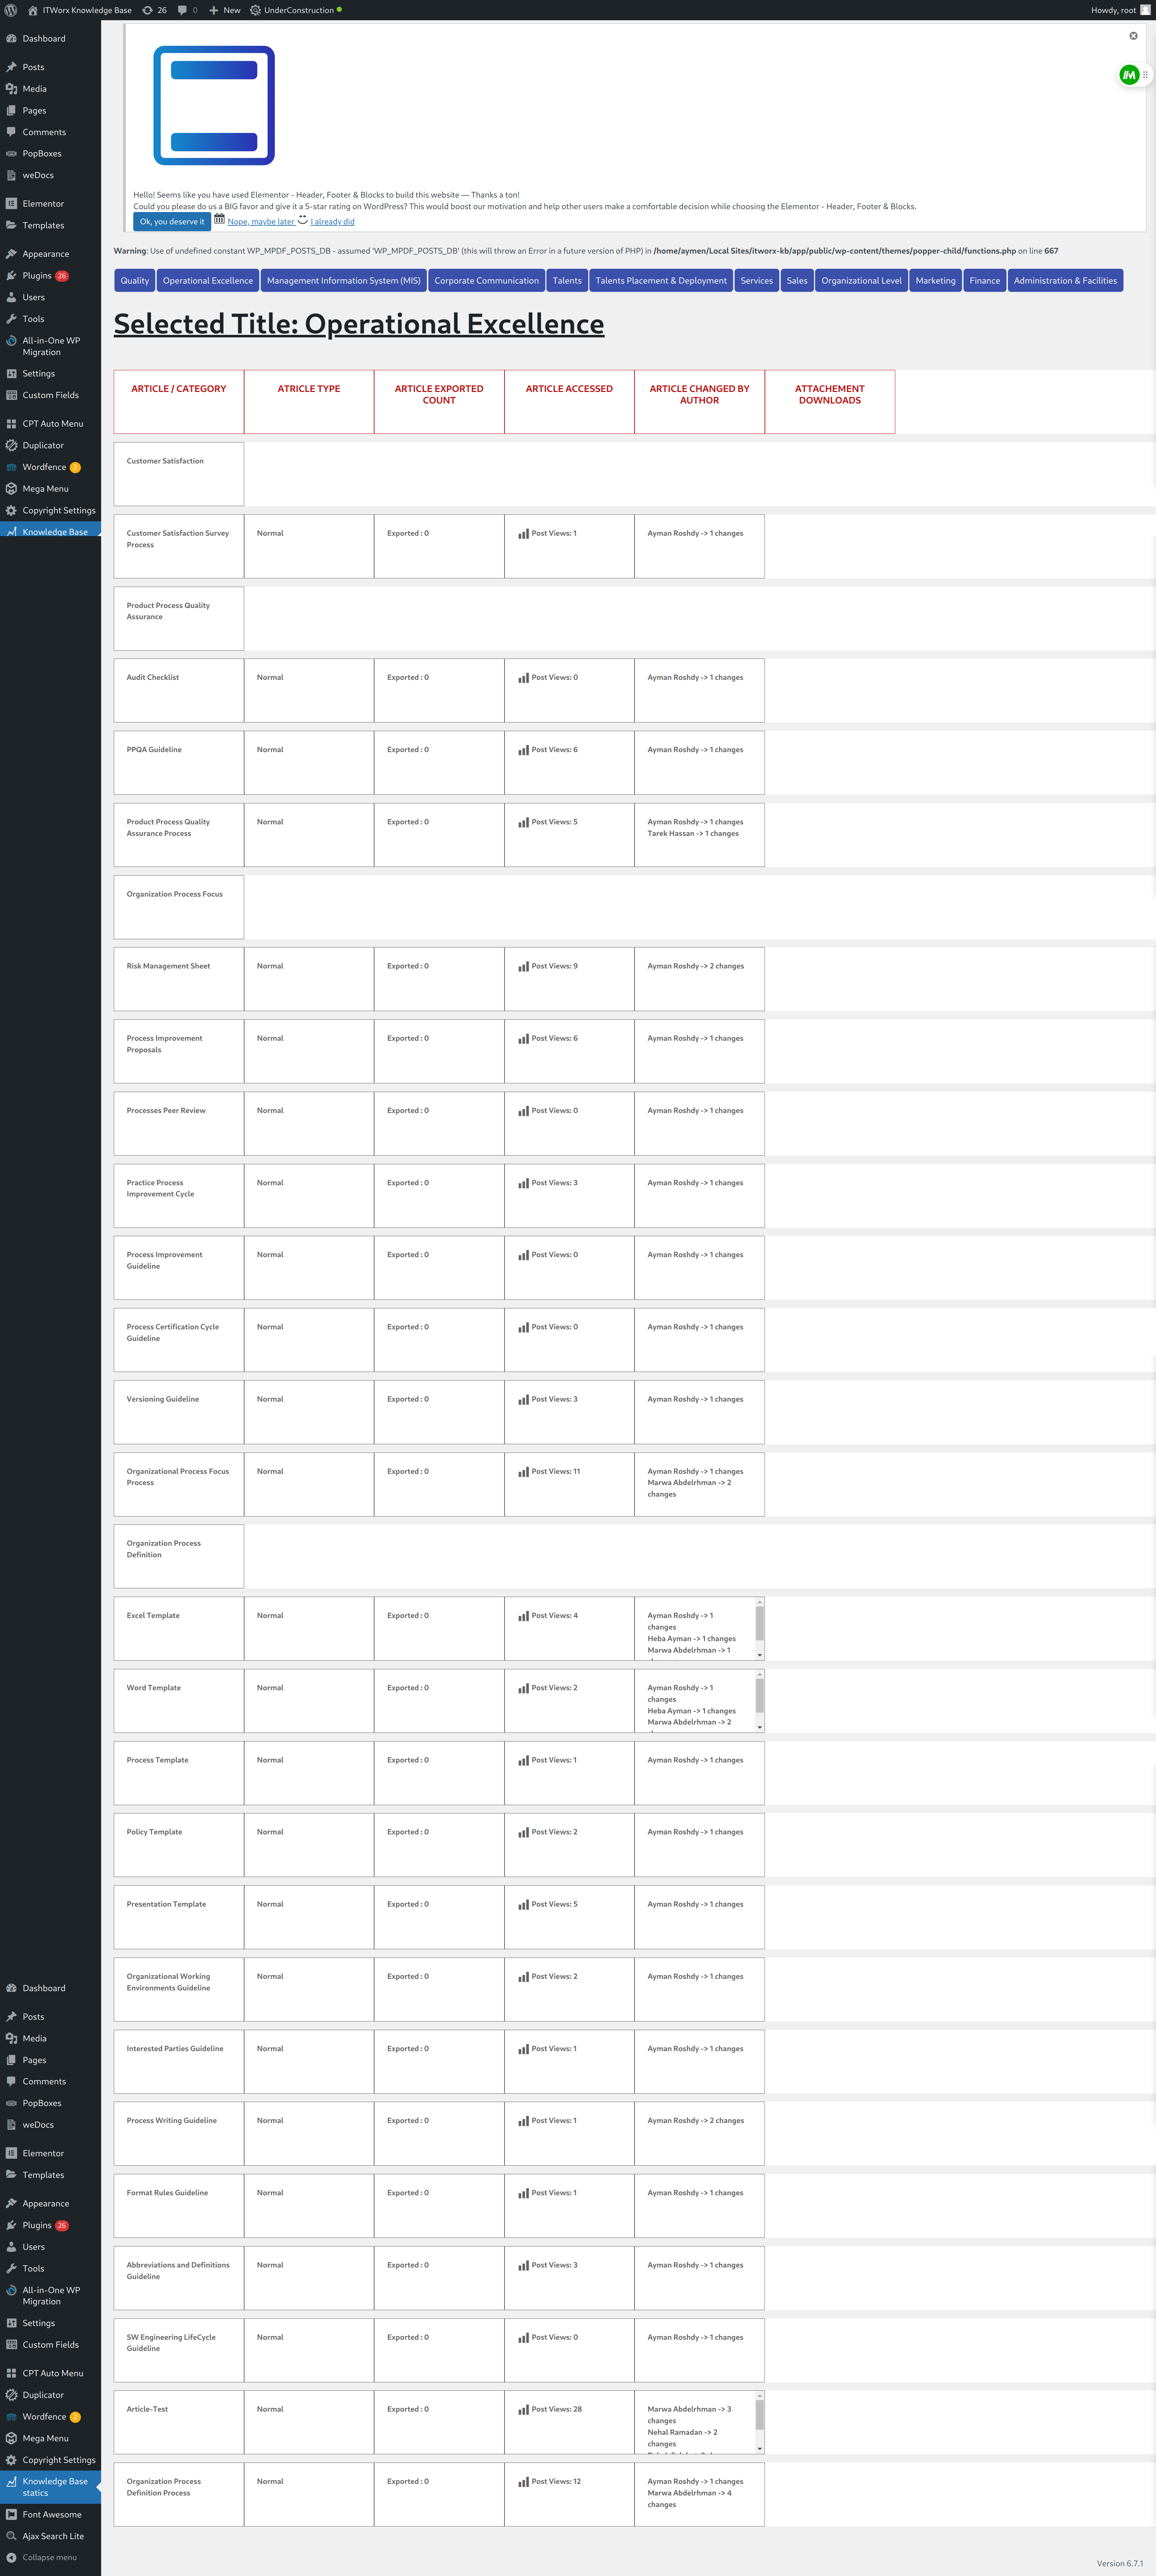 ITWorx Knowledge Base
26
0
New
UnderConstruction
Howdy, root
Dashboard
Posts
Media
Pages
Comments
PopBoxes
weDocs
Elementor
Templates
Appearance
Plugins 26
Users
Tools
All-in-One WP
Migration
Settings
Custom Fields
CPT Auto Menu
Duplicator
Wordfence 2
Mega Menu
Copyright Settings
Knowledge Base
Hello! Seems like you have used Elementor - Header, Footer & Blocks to build this website — Thanks a ton!
Could you please do us a BIG favor and give it a 5-star rating on WordPress? This would boost our motivation and help other users make a comfortable decision while choosing the Elementor - Header, Footer & Blocks.
Ok, you deserve it Nope, maybe later I already did
Warning: Use of undefined constant WP_MPDF_POSTS_DB - assumed 'WP_MPDF_POSTS_DB' (this will throw an Error in a future version of PHP) in /home/aymen/Local Sites/itworx-kb/app/public/wp-content/themes/popper-child/functions.php on line 667
Quality Operational Excellence Management Information System (MIS) Corporate Communication Talents Talents Placement & Deployment Services Sales Organizational Level Marketing Finance Administration & Facilities
Selected Title: Operational Excellence
ARTICLE / CATEGORY
ATRICLE TYPE
ARTICLE EXPORTED
COUNT
ARTICLE ACCESSED
ARTICLE CHANGED BY
AUTHOR
ATTACHEMENT
DOWNLOADS
Customer Satisfaction
Customer Satisfaction Survey
Process
Normal
Exported : 0
Post Views: 1
Ayman Roshdy -> 1 changes
Product Process Quality
Assurance
Audit Checklist
Normal
Exported : 0
Post Views: 0
Ayman Roshdy -> 1 changes
PPQA Guideline
Normal
Exported : 0
Post Views: 6
Ayman Roshdy -> 1 changes
Product Process Quality
Assurance Process
Normal
Exported : 0
Post Views: 5
Ayman Roshdy -> 1 changes
Tarek Hassan -> 1 changes
Organization Process Focus
Risk Management Sheet
Normal
Exported : 0
Post Views: 9
Ayman Roshdy -> 2 changes
Process Improvement
Proposals
Normal
Exported : 0
Post Views: 6
Ayman Roshdy -> 1 changes
Processes Peer Review
Normal
Exported : 0
Post Views: 0
Ayman Roshdy -> 1 changes
Practice Process
Improvement Cycle
Normal
Exported : 0
Post Views: 3
Ayman Roshdy -> 1 changes
Process Improvement
Guideline
Normal
Exported : 0
Post Views: 0
Ayman Roshdy -> 1 changes
Process Certification Cycle
Guideline
Normal
Exported : 0
Post Views: 0
Ayman Roshdy -> 1 changes
Versioning Guideline
Normal
Exported : 0
Post Views: 3
Ayman Roshdy -> 1 changes
Organizational Process Focus
Process
Normal
Exported : 0
Post Views: 11
Ayman Roshdy -> 1 changes
Marwa Abdelrhman -> 2
changes
Organization Process
Definition
Excel Template
Normal
Exported : 0
Post Views: 4
Ayman Roshdy -> 1
changes
Heba Ayman -> 1 changes
Marwa Abdelrhman -> 1
Word Template
Normal
Exported : 0
Post Views: 2
Ayman Roshdy -> 1
changes
Heba Ayman -> 1 changes
Marwa Abdelrhman -> 2
Process Template
Normal
Exported : 0
Post Views: 1
Ayman Roshdy -> 1 changes
Policy Template
Normal
Exported : 0
Post Views: 2
Ayman Roshdy -> 1 changes
Presentation Template
Normal
Exported : 0
Post Views: 5
Ayman Roshdy -> 1 changes
Organizational Working
Environments Guideline
Normal
Exported : 0
Post Views: 2
Ayman Roshdy -> 1 changes
Interested Parties Guideline
Normal
Exported : 0
Post Views: 1
Ayman Roshdy -> 1 changes
Process Writing Guideline
Normal
Exported : 0
Post Views: 1
Ayman Roshdy -> 2 changes
Format Rules Guideline
Normal
Exported : 0
Post Views: 1
Ayman Roshdy -> 1 changes
Abbreviations and Definitions
Guideline
Normal
Exported : 0
Post Views: 3
Ayman Roshdy -> 1 changes
SW Engineering LifeCycle
Guideline
Normal
Exported : 0
Post Views: 0
Ayman Roshdy -> 1 changes
Article-Test
Normal
Exported : 0
Post Views: 28
Marwa Abdelrhman -> 3
changes
Nehal Ramadan -> 2
changes
Organization Process
Definition Process
Normal
Exported : 0
Post Views: 12
Ayman Roshdy -> 1 changes
Marwa Abdelrhman -> 4
changes
Dashboard
Posts
Media
Pages
Comments
PopBoxes
weDocs
Elementor
Templates
Appearance
Plugins 26
Users
Tools
All-in-One WP
Migration
Settings
Custom Fields
CPT Auto Menu
Duplicator
Wordfence 2
Mega Menu
Copyright Settings
Knowledge Base
statics
Font Awesome
Ajax Search Lite
Collapse menu
Version 6.7.1